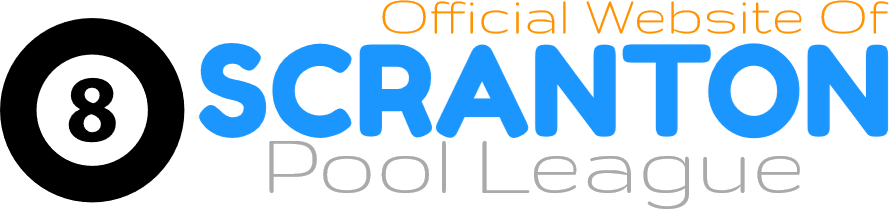 Official Website Of
8
SCRANTON
Pool League